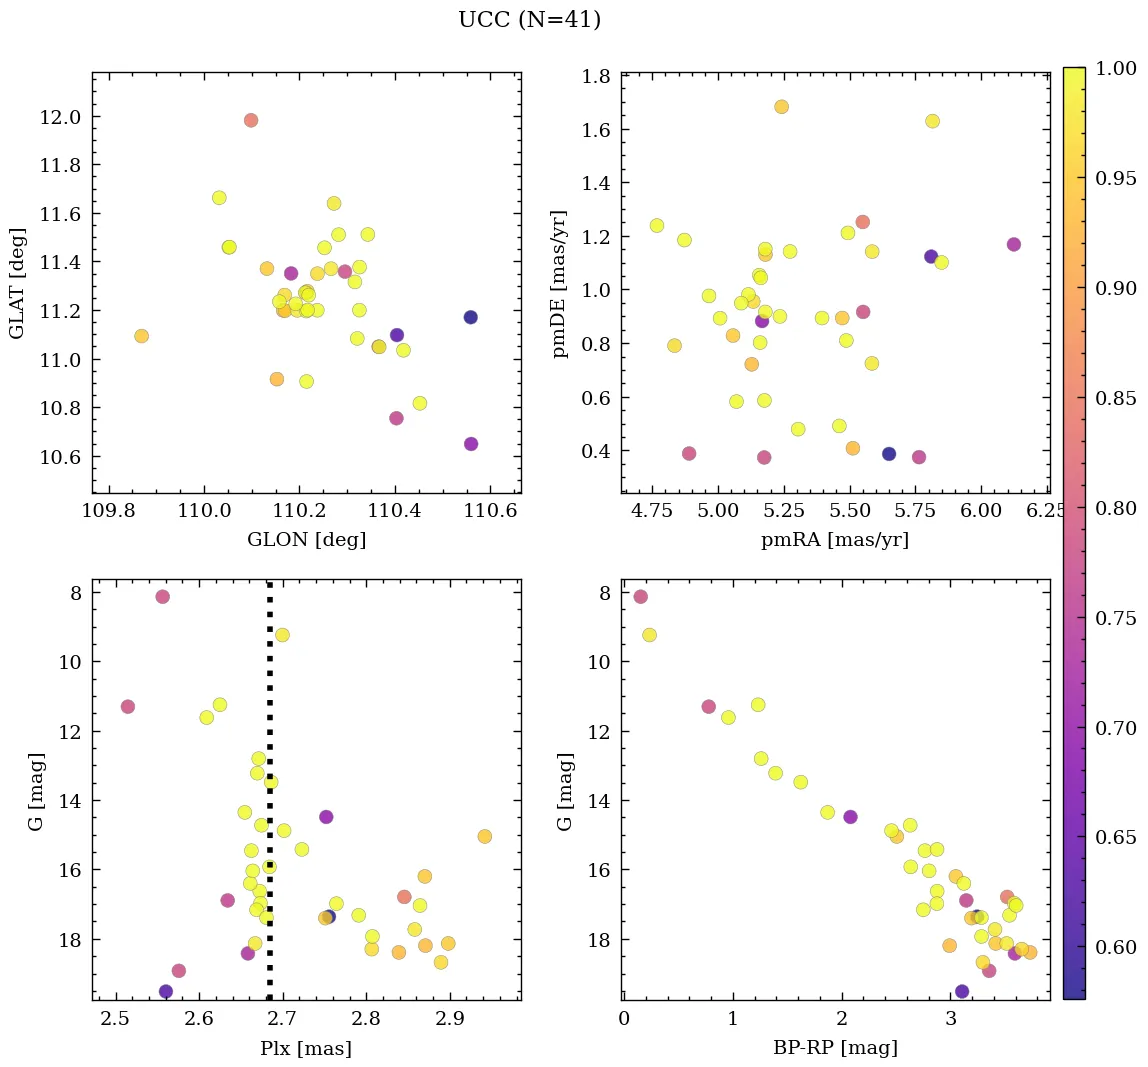 UCC (N=41)
12.0
11.8
11.6
11.4
11.2
11.0
10.8
10.6
GLAT [deg]
109.8 110.0 110.2 110.4 110.6
GLON [deg]
1.8
1.6
1.4
1.2
1.0
0.8
0.6
0.4
pmDE [mas/yr]
4.75 5.00 5.25 5.50 5.75 6.00 6.25
pmRA [mas/yr]
8
10
12
14
16
18
G [mag]
2.5 2.6 2.7 2.8 2.9
Plx [mas]
8
10
12
14
16
18
G [mag]
0 1 2 3
BP-RP [mag]
1.00
0.95
0.90
0.85
0.80
0.75
0.70
0.65
0.60